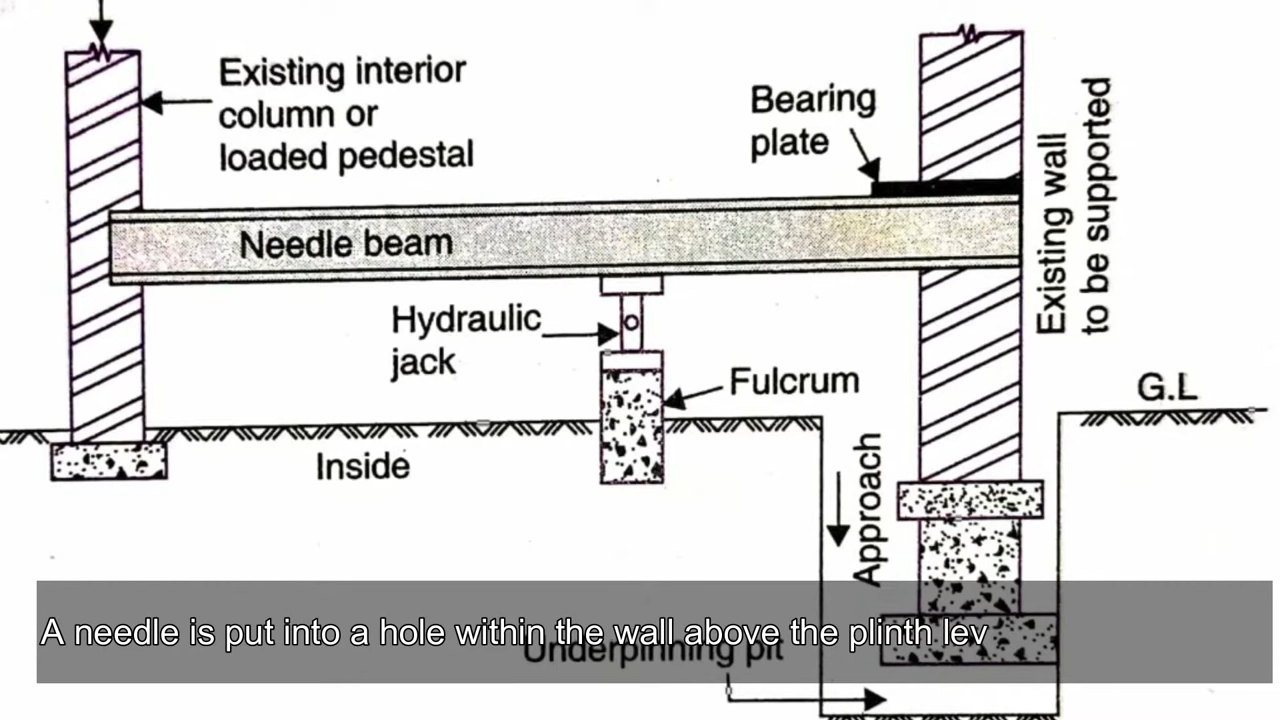 Existing interior
column or
loaded pedestal
Bearing
plate
Existing wall
to be supported
Needle beam
Hydraulic
jack
Fulcrum
G.L
Inside
Approach
A needle is put into a hole within the wall above the plinth lev
Underpinning pit